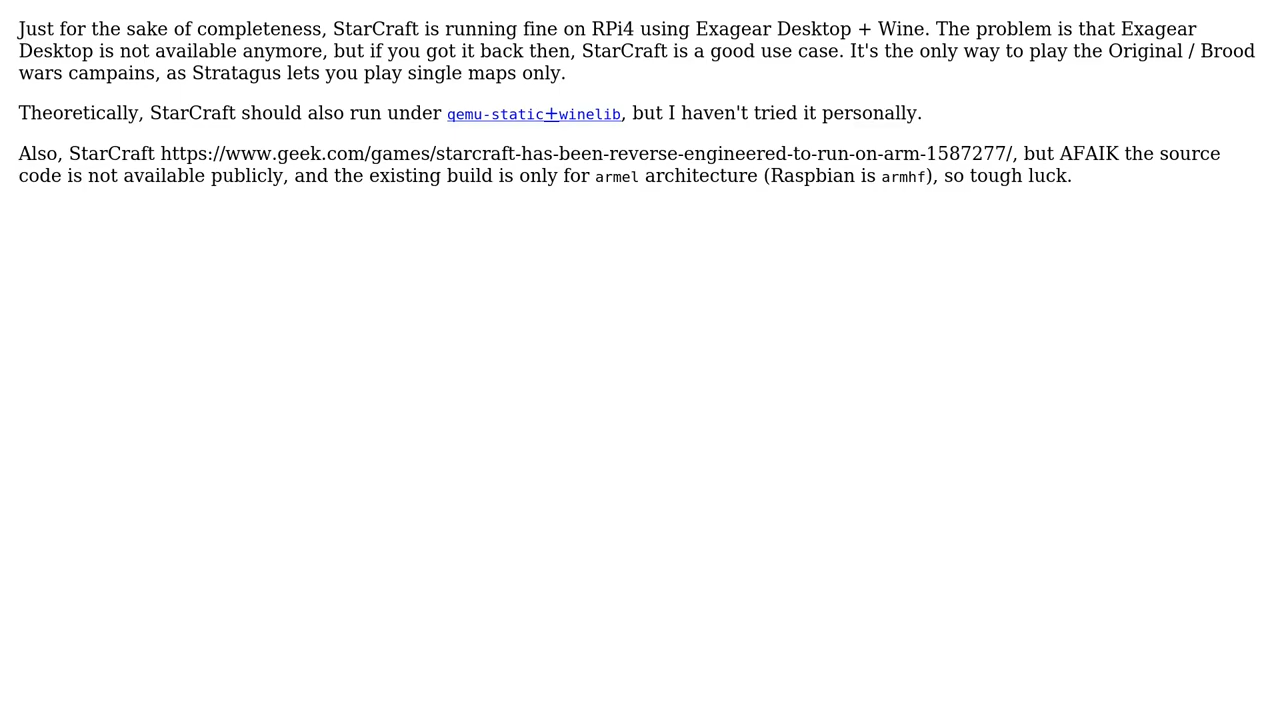 Just for the sake of completeness, StarCraft is running fine on RPi4 using Exagear Desktop + Wine. The problem is that Exagear
Desktop is not available anymore, but if you got it back then, StarCraft is a good use case. It's the only way to play the Original / Brood
wars campains, as Stratagus lets you play single maps only.
Theoretically, StarCraft should also run under qemu-static+winelib, but I haven't tried it personally.
Also, StarCraft https://www.geek.com/games/starcraft-has-been-reverse-engineered-to-run-on-arm-1587277/, but AFAIK the source
code is not available publicly, and the existing build is only for armel architecture (Raspbian is armhf), so tough luck.